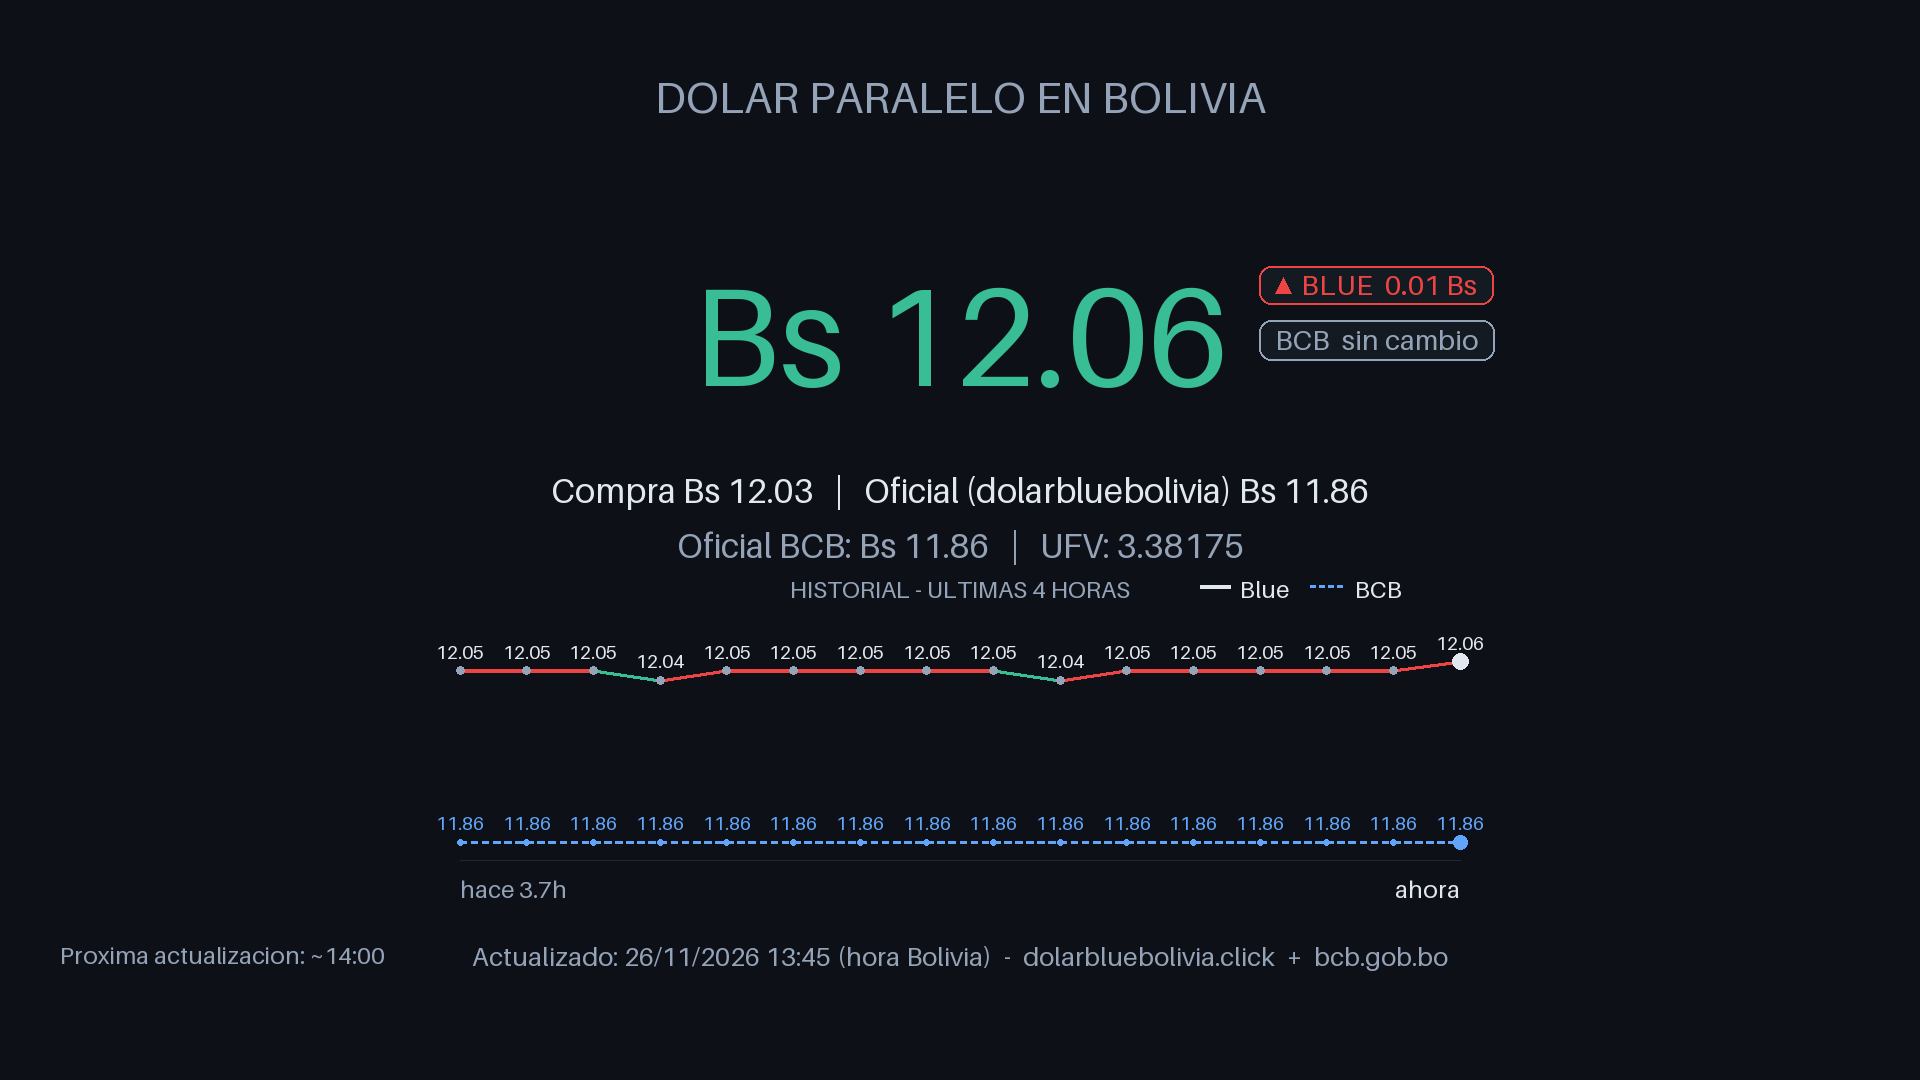 DOLAR PARALELO EN BOLIVIA
Bs 12.06
▲ BLUE 0.01 Bs
BCB sin cambio
Compra Bs 12.03 | Oficial (dolarbluebolivia) Bs 11.86
Oficial BCB: Bs 11.86 | UFV: 3.38175
HISTORIAL - ULTIMAS 4 HORAS
Blue
BCB
12.05 12.05 12.05 12.04 12.05 12.05 12.05 12.05 12.05 12.04 12.05 12.05 12.05 12.05 12.05 12.06
11.86 11.86 11.86 11.86 11.86 11.86 11.86 11.86 11.86 11.86 11.86 11.86 11.86 11.86 11.86 11.86
hace 3.7h
ahora
Proxima actualizacion: ~14:00
Actualizado: 26/11/2026 13:45 (hora Bolivia) - dolarbluebolivia.click + bcb.gob.bo